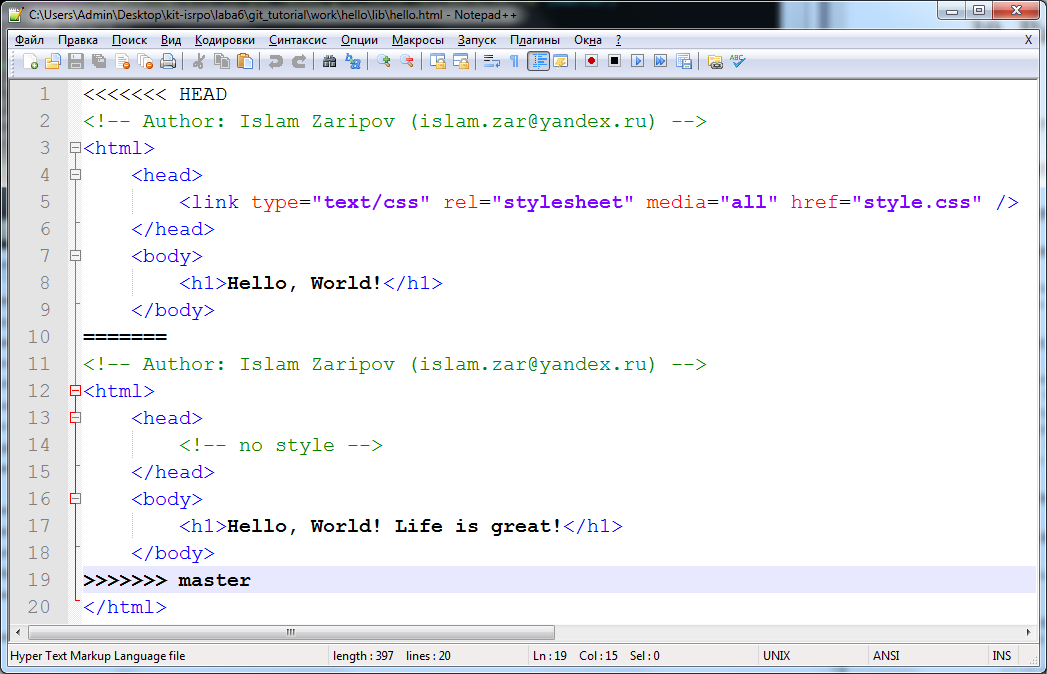 C:\Users\Admin\Desktop\kit-isrpo\laba6\git_tutorial\work\hello\lib\hello.html - Notepad++
Файл Правка Поиск Вид Кодировки Синтаксис Опции Макросы Запуск Плагины Окна ? X
1 <<<<<<< HEAD
2 <!-- Author: Islam Zaripov (islam.zar@yandex.ru) -->
3 <html>
4 <head>
5 <link type="text/css" rel="stylesheet" media="all" href="style.css" />
6 </head>
7 <body>
8 <h1>Hello, World!</h1>
9 </body>
10 =======
11 <!-- Author: Islam Zaripov (islam.zar@yandex.ru) -->
12 <html>
13 <head>
14 <!-- no style -->
15 </head>
16 <body>
17 <h1>Hello, World! Life is great!</h1>
18 </body>
19 >>>>>>> master
20 </html>
Hyper Text Markup Language file length : 397 lines : 20 Ln : 19 Col : 15 Sel : 0 UNIX ANSI INS